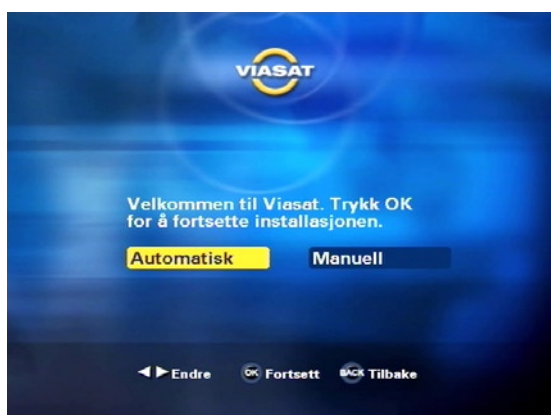 VIASAT
Velkommen til Viasat. Trykk OK
for å fortsette installasjonen.
Automatisk Manuell
Endre OK Fortsett BACK Tilbake